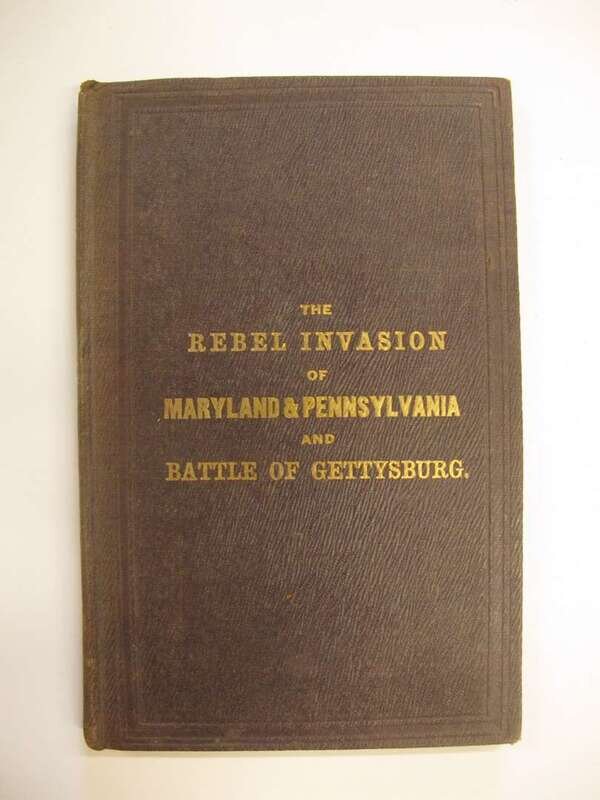 THE
REBEL INVASION
OF
MARYLAND & PENNSYLVANIA
AND
BATTLE OF GETTYSBURG.